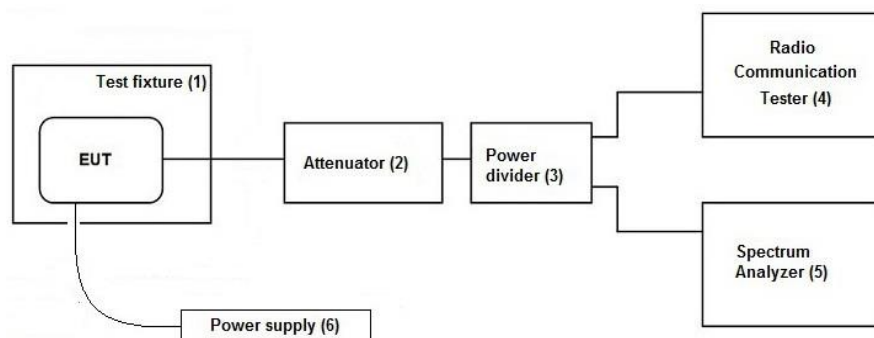 Test fixture (1)
EUT
Attenuator (2)
Power
divider (3)
Radio
Communication
Tester (4)
Spectrum
Analyzer (5)
Power supply (6)